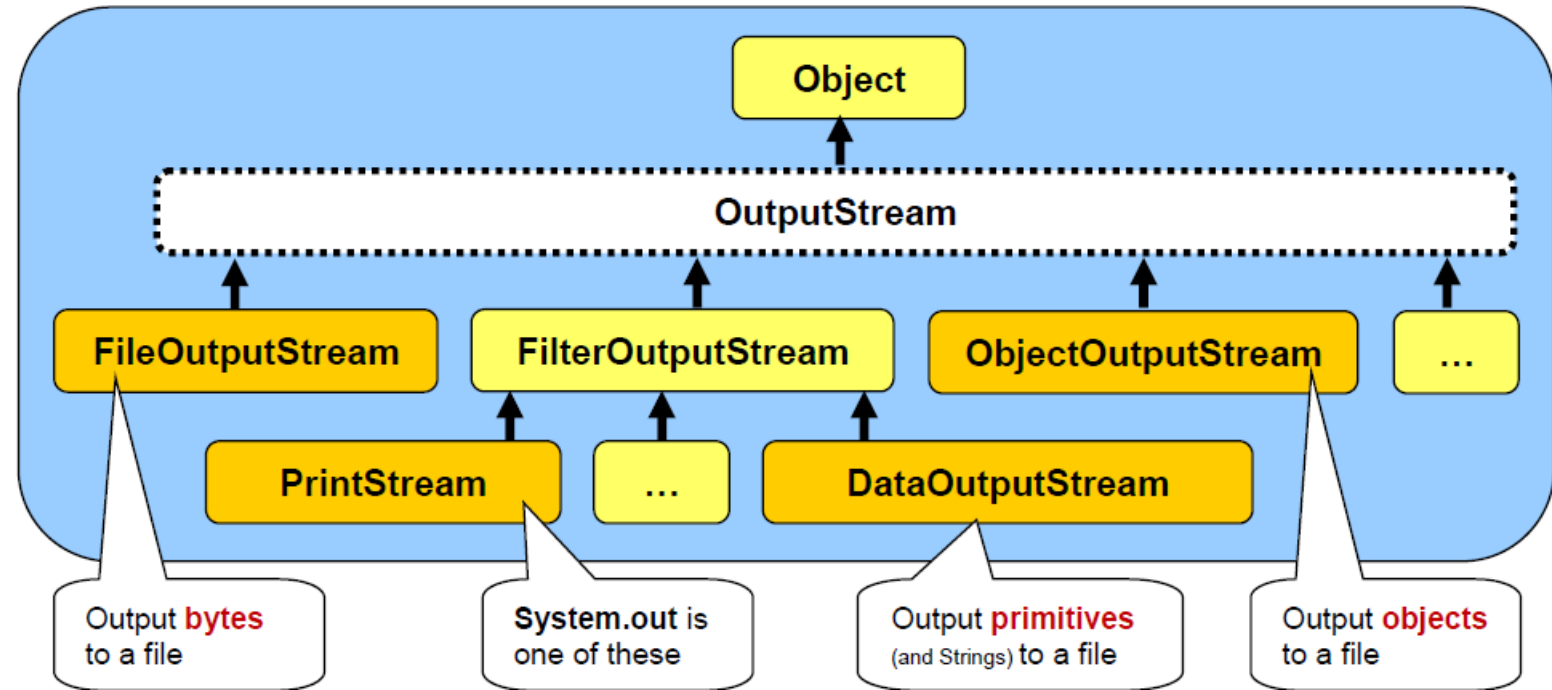 Object
OutputStream
FileOutputStream
FilterOutputStream
ObjectOutputStream
...
PrintStream
...
DataOutputStream
Output bytes
to a file
System.out is
one of these
Output primitives
(and Strings) to a file
Output objects
to a file